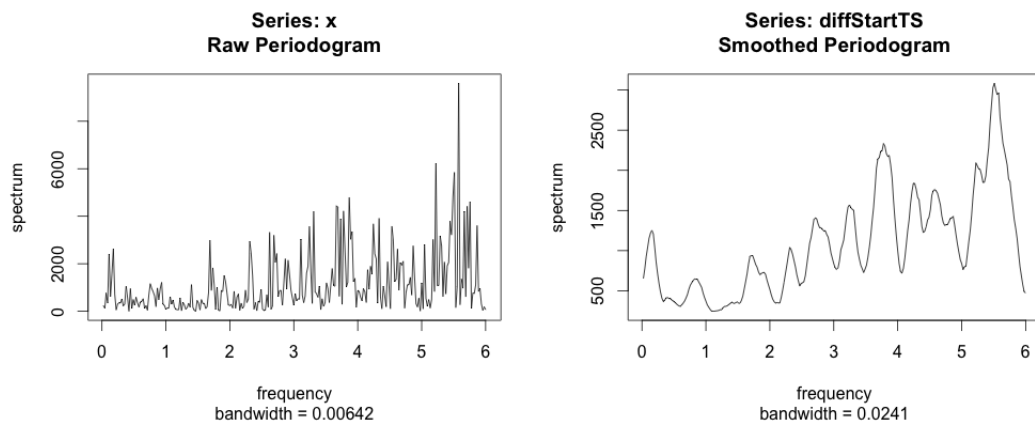 Series: x
Raw Periodogram
spectrum
6000
2000
0
0 1 2 3 4 5 6
frequency
bandwidth = 0.00642
Series: diffStartTS
Smoothed Periodogram
spectrum
2500
1500
500
0 1 2 3 4 5 6
frequency
bandwidth = 0.0241